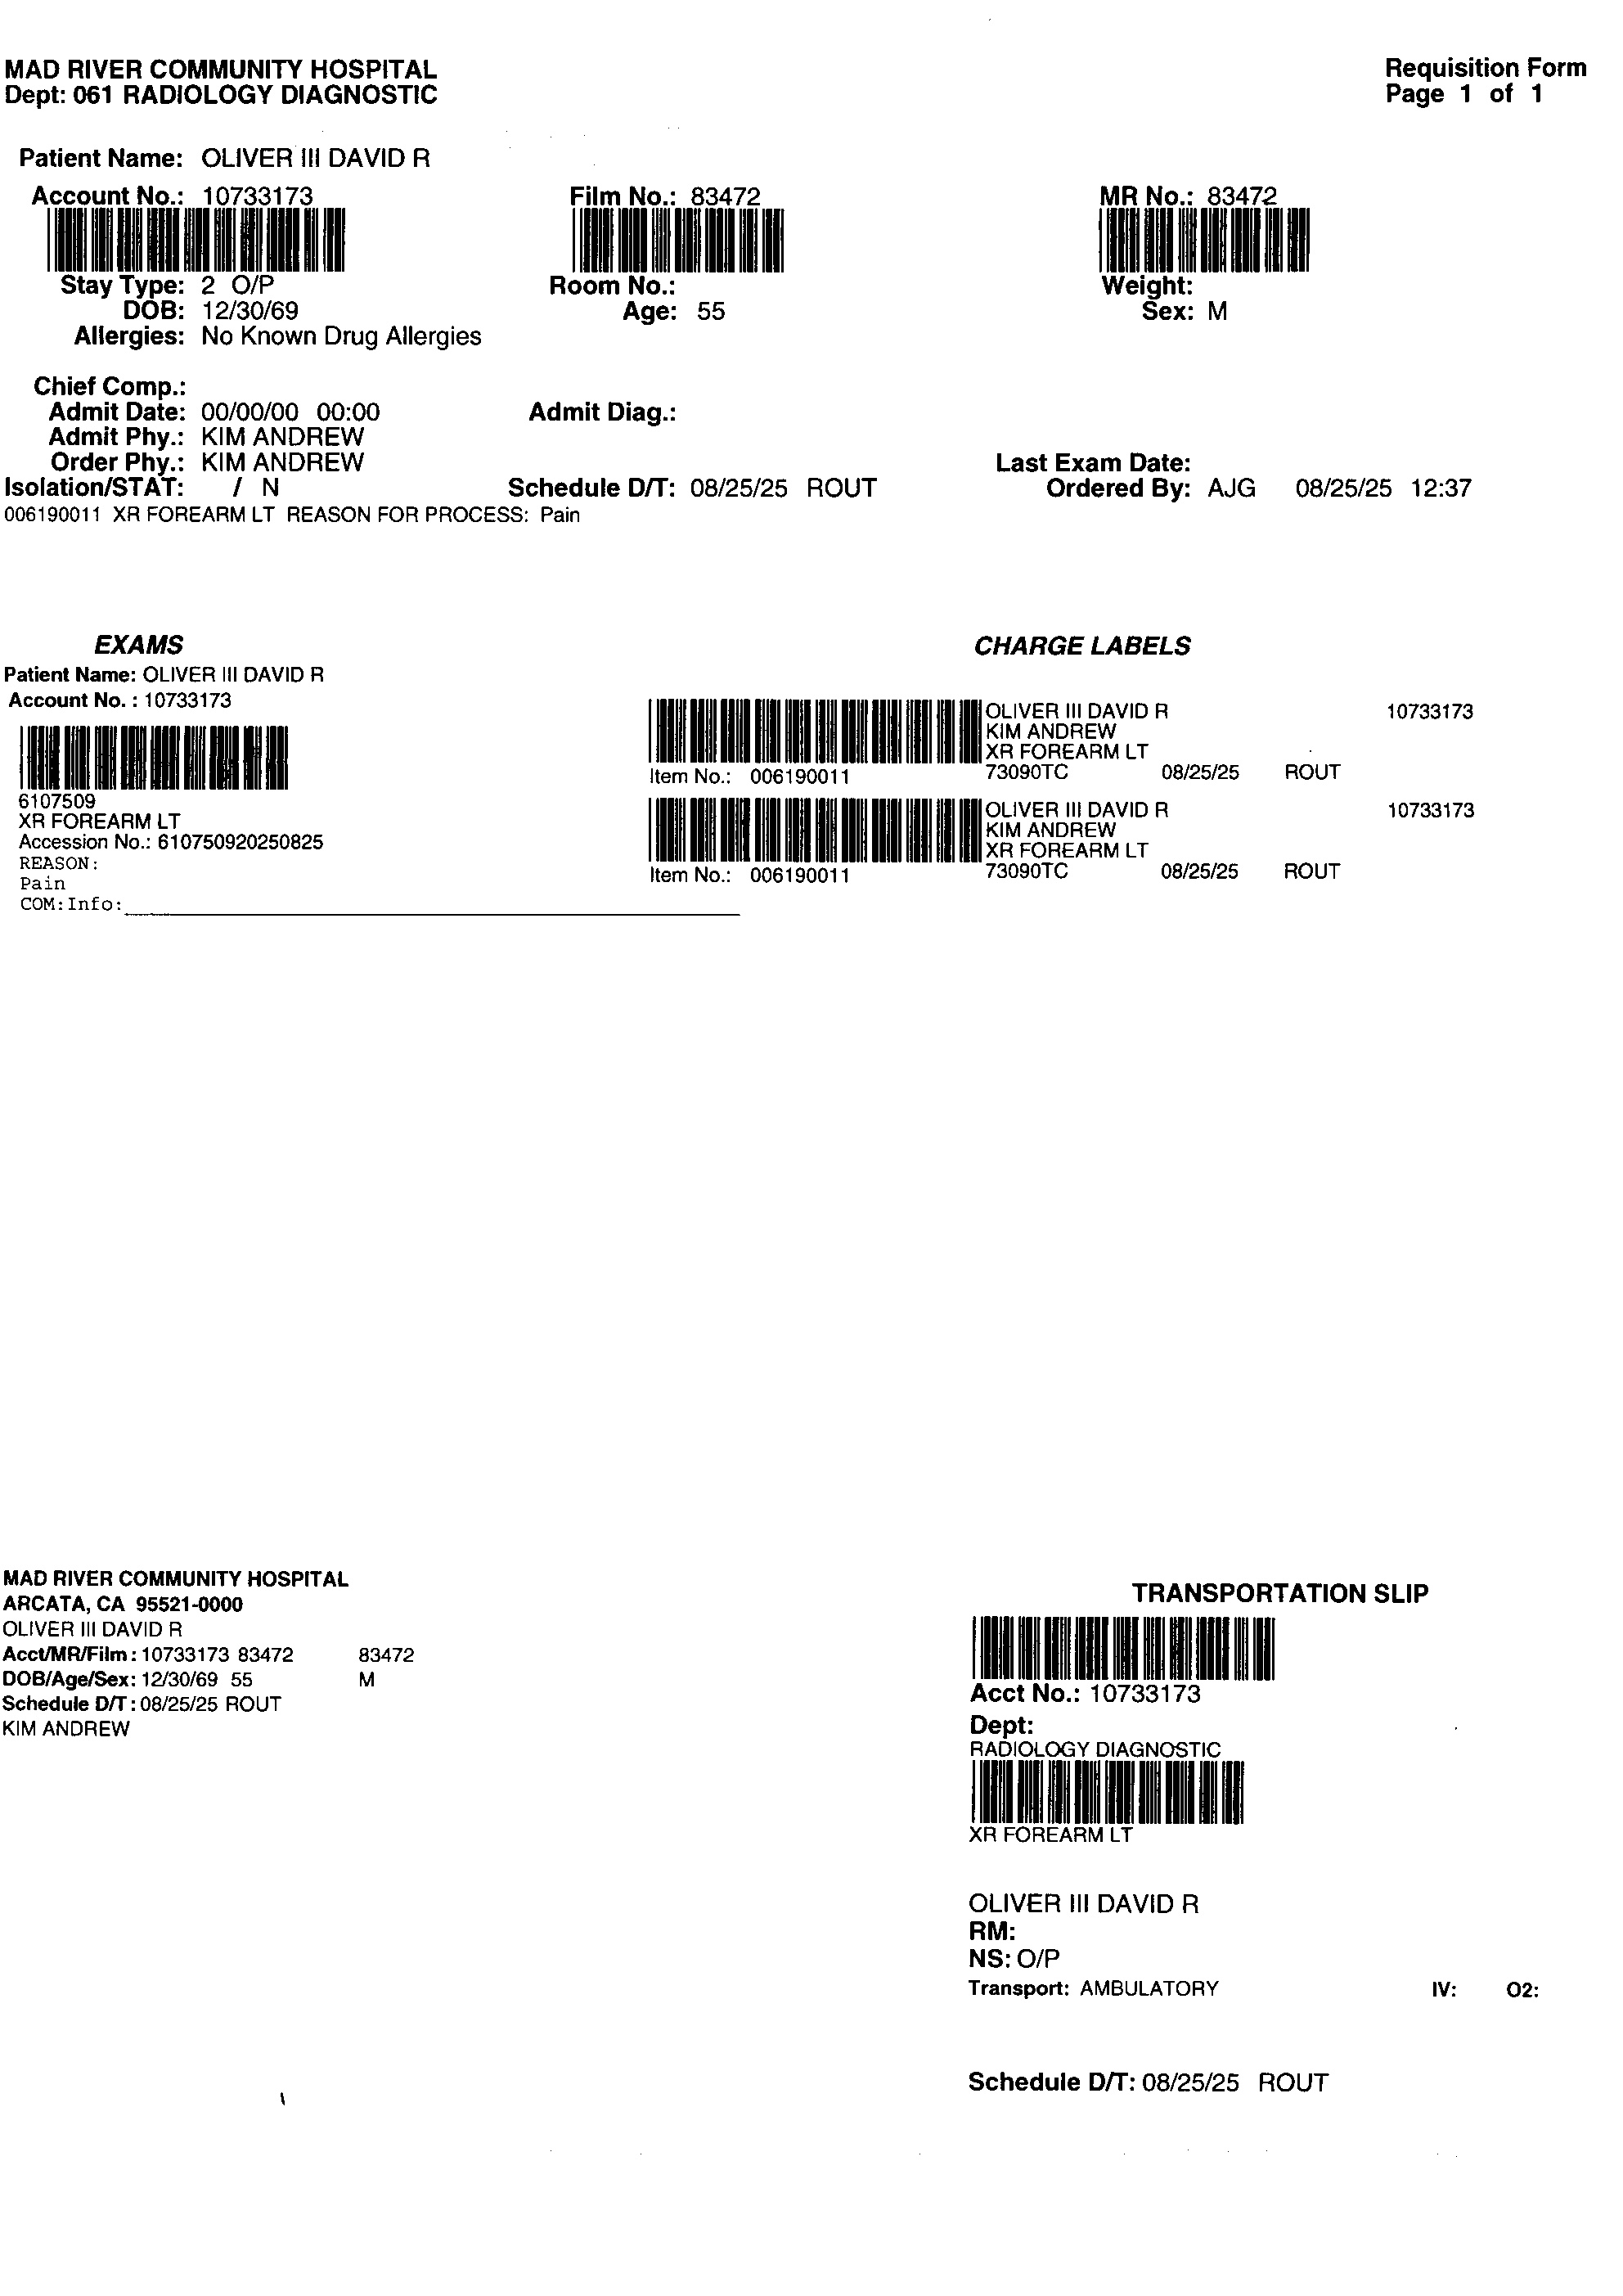 MAD RIVER COMMUNITY HOSPITAL
Dept: 061 RADIOLOGY DIAGNOSTIC
Requisition Form
Page 1 of 1
Patient Name: OLIVER III DAVID R
Account No.: 10733173 Film No.: 83472 MR No.: 83472
Stay Type: 2 O/P Room No.: Weight:
DOB: 12/30/69 Age: 55 Sex: M
Allergies: No Known Drug Allergies
Chief Comp.:
Admit Date: 00/00/00 00:00 Admit Diag.:
Admit Phy.: KIM ANDREW
Order Phy.: KIM ANDREW Last Exam Date:
Isolation/STAT: / N Schedule D/T: 08/25/25 ROUT Ordered By: AJG 08/25/25 12:37
006190011 XR FOREARM LT REASON FOR PROCESS: Pain
EXAMS
Patient Name: OLIVER III DAVID R
Account No. : 10733173
6107509
XR FOREARM LT
Accession No.: 610750920250825
REASON:
Pain
COM:Info:
CHARGE LABELS
OLIVER III DAVID R 10733173
KIM ANDREW
XR FOREARM LT
Item No.: 006190011 73090TC 08/25/25 ROUT
OLIVER III DAVID R 10733173
KIM ANDREW
XR FOREARM LT
Item No.: 006190011 73090TC 08/25/25 ROUT
MAD RIVER COMMUNITY HOSPITAL
ARCATA, CA 95521-0000
OLIVER III DAVID R
Acct/MR/Film : 10733173 83472 83472
DOB/Age/Sex: 12/30/69 55 M
Schedule D/T : 08/25/25 ROUT
KIM ANDREW
TRANSPORTATION SLIP
Acct No.: 10733173
Dept:
RADIOLOGY DIAGNOSTIC
XR FOREARM LT
OLIVER III DAVID R
RM:
NS: O/P
Transport: AMBULATORY IV: O2:
Schedule D/T: 08/25/25 ROUT